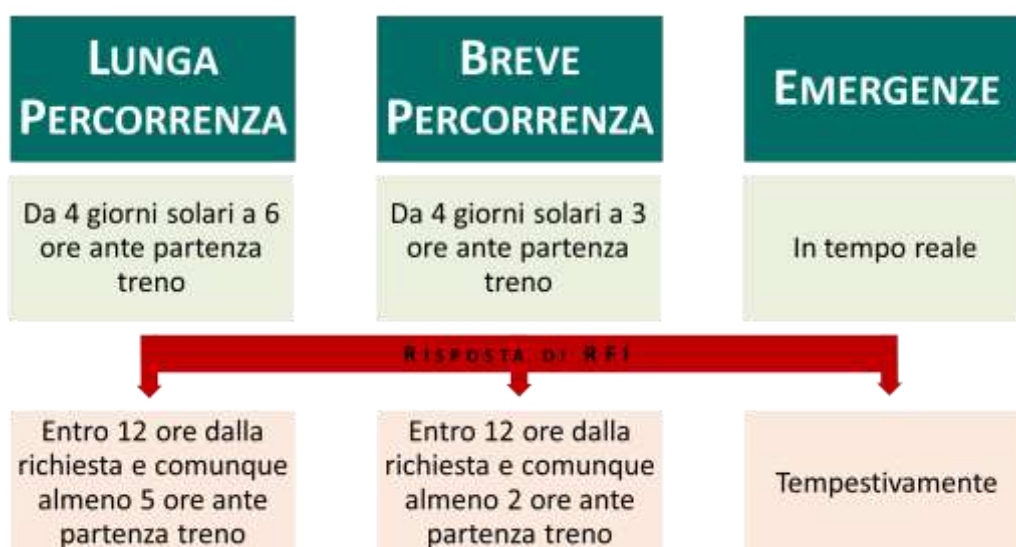 LUNGA
PERCORRENZA
BREVE
PERCORRENZA
EMERGENZE
Da 4 giorni solari a 6
ore ante partenza
treno
Da 4 giorni solari a 3
ore ante partenza
treno
In tempo reale
RISPOSTA DI RFI
Entro 12 ore dalla
richiesta e comunque
almeno 5 ore ante
partenza treno
Entro 12 ore dalla
richiesta e comunque
almeno 2 ore ante
partenza treno
Tempestivamente